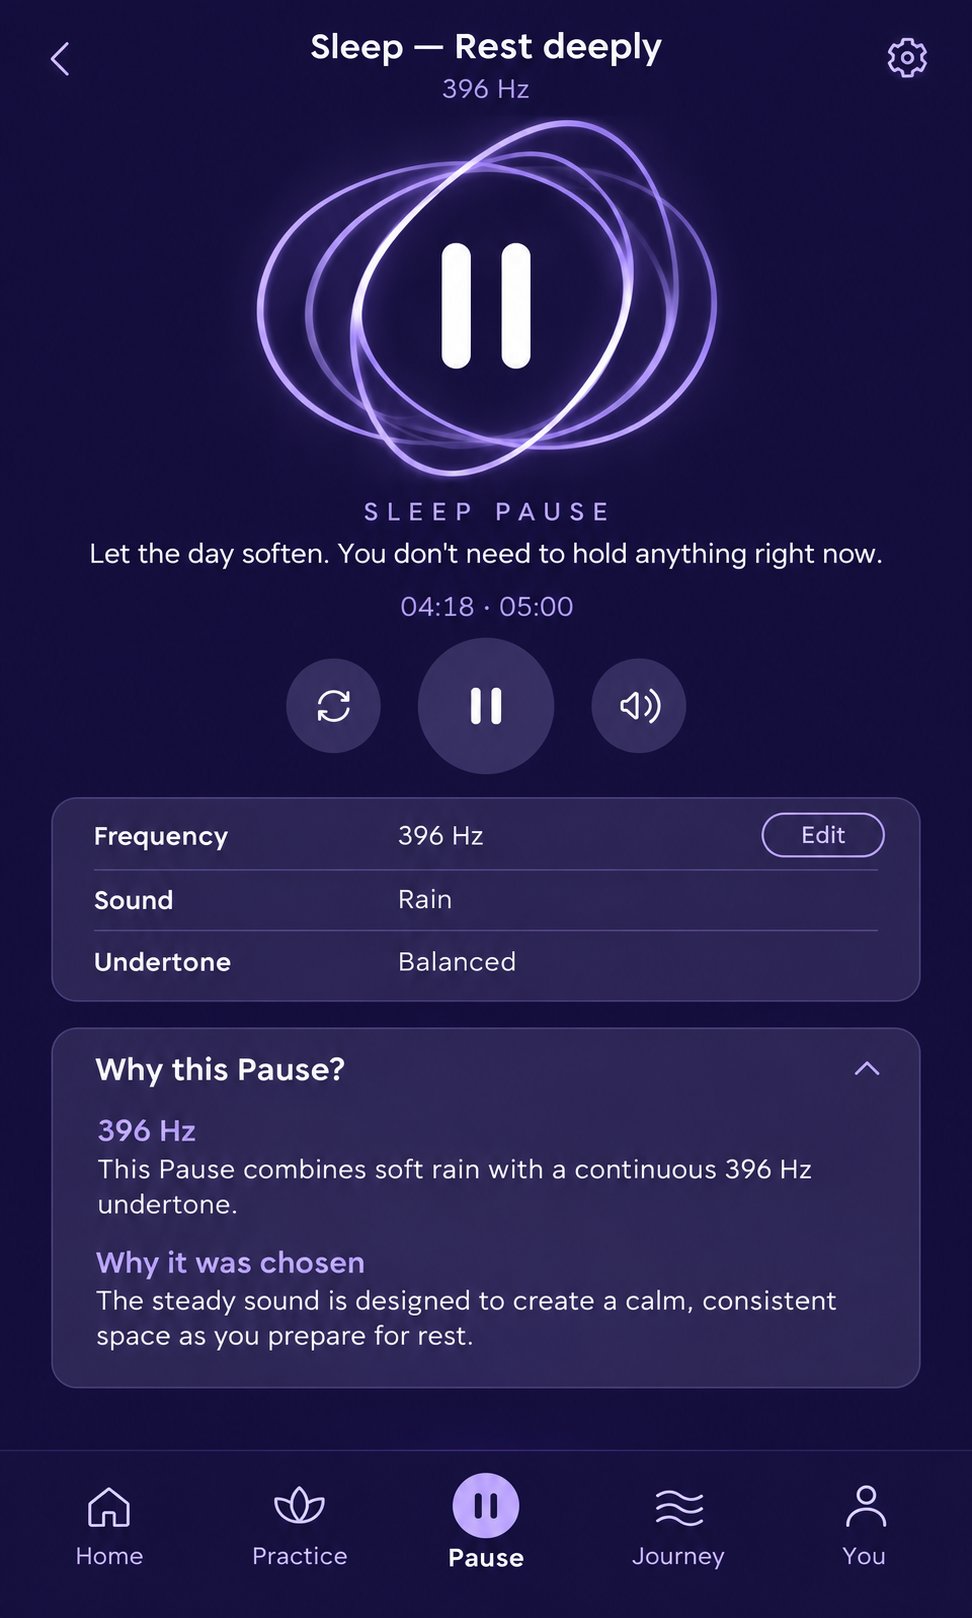 Sleep — Rest deeply
396 Hz
SLEEP PAUSE
Let the day soften. You don't need to hold anything right now.
04:18 · 05:00
Frequency 396 Hz Edit
Sound Rain
Undertone Balanced
Why this Pause?
396 Hz
This Pause combines soft rain with a continuous 396 Hz
undertone.
Why it was chosen
The steady sound is designed to create a calm, consistent
space as you prepare for rest.
Home Practice Pause Journey You